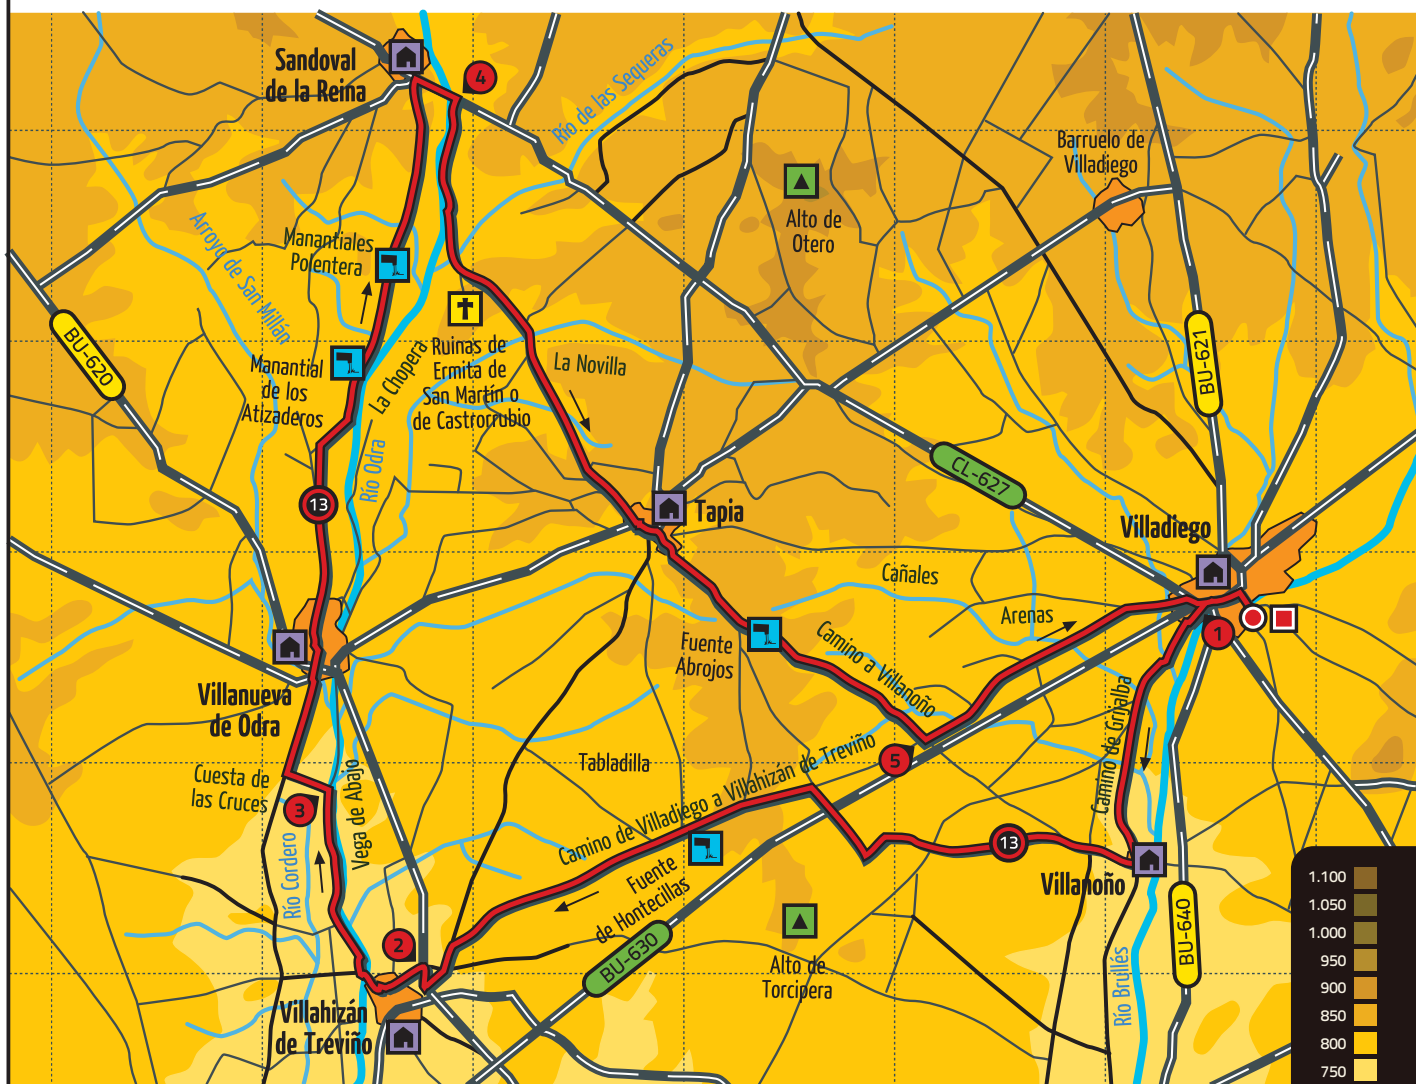 Sandoval
de la Reina
4
Río de las Sequeras
Barruelo de
Villadiego
Alto de
Otero
Arroyo de San Millán
Manantiales
Polentera
BU-620
BU-621
Manantial
de los
Atizaderos
La Chopera
Ruinas de
Ermita de
San Martín o
de Castrorrubio
La Novilla
Río Odra
CL-627
13
Tapia
Villadiego
Cañales
Arenas
1
Fuente
Abrojos
Camino a Villanoño
Villanueva
de Odra
Camino de Grijalba
Cuesta de
las Cruces
3
Vega de Abajo
Tabladilla
5
Camino de Villadiego a Villahizán de Treviño
13
Villanoño
Río Cordero
Fuente
de Hontecillas
2
BU-630
Alto de
Torcipera
BU-640
Río Brullés
Villahizán
de Treviño
1.100
1.050
1.000
950
900
850
800
750